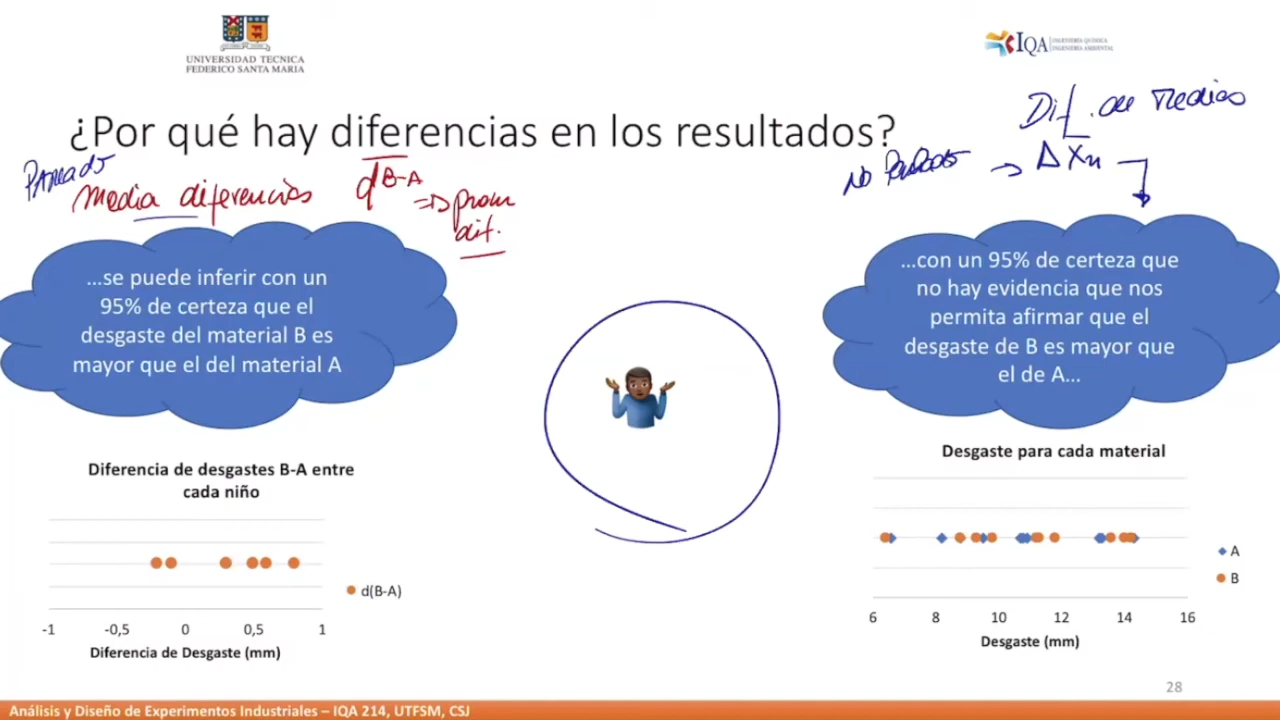 UNIVERSIDAD TECNICA
FEDERICO SANTA MARIA
IQA
INGENIERÍA QUÍMICA
INGENIERÍA AMBIENTAL
¿Por qué hay diferencias en los resultados?
Dif. de Medias
Pareado
Media diferencias
d B-A
=> prom
dif.
No Pareado → Δ
...se puede inferir con un
95% de certeza que el
desgaste del material B es
mayor que el del material A
...con un 95% de certeza que
no hay evidencia que nos
permita afirmar que el
desgaste de B es mayor que
el de A...
Diferencia de desgastes B-A entre
cada niño
d(B-A)
-1 -0,5 0 0,5 1
Diferencia de Desgaste (mm)
Desgaste para cada material
A
B
6 8 10 12 14 16
Desgaste (mm)
28
Análisis y Diseño de Experimentos Industriales – IQA 214, UTFSM, CSJ